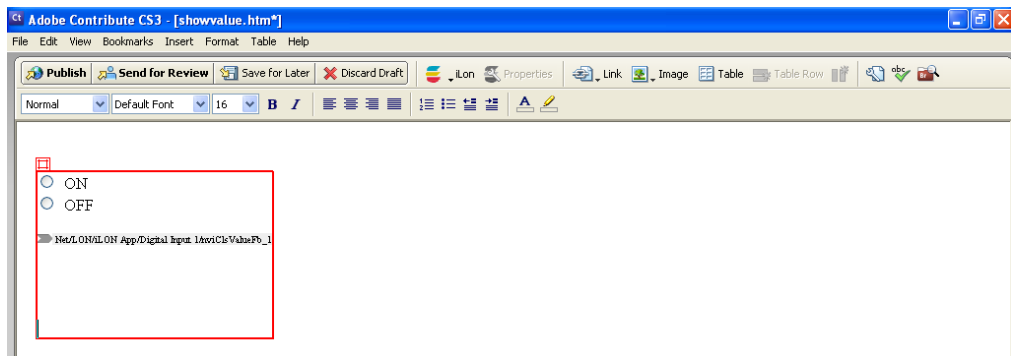 Ct Adobe Contribute CS3 - [showvalue.htm*]
File Edit View Bookmarks Insert Format Table Help
Publish Send for Review Save for Later Discard Draft iLon Properties Link Image Table Table Row abc
Normal Default Font 16 B I A
ON
OFF
Net/LON/iLON App/Digital Input 1/nviClsValueFb_1